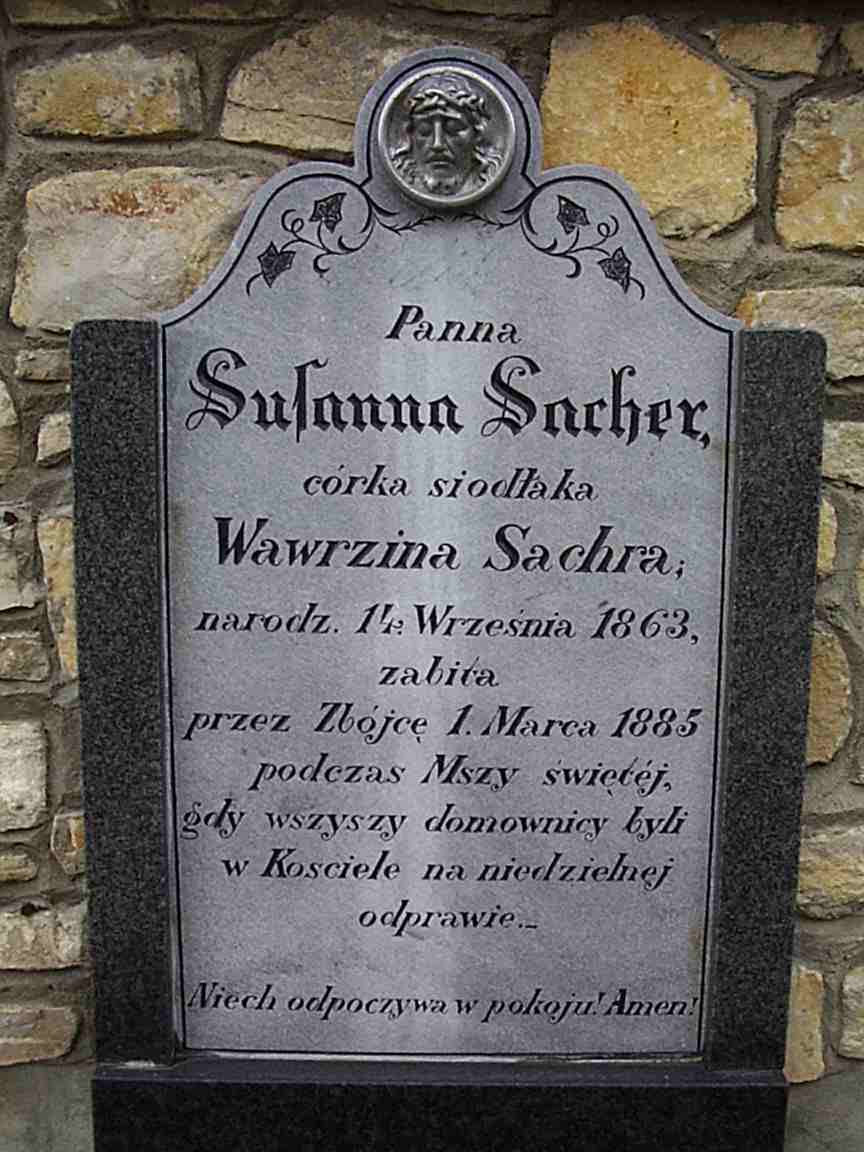 Panna
Susanna Sacher,
córka siodłaka
Wawrzina Sachra;
narodz. 14. Września 1863,
zabita
przez Zbójcę 1. Marca 1885
podczas Mszy świętéj,
gdy wszyszy domownicy byli
w Kosciele na niedzielnej
odprawie._
Niech odpoczywa w pokoju! Amen!